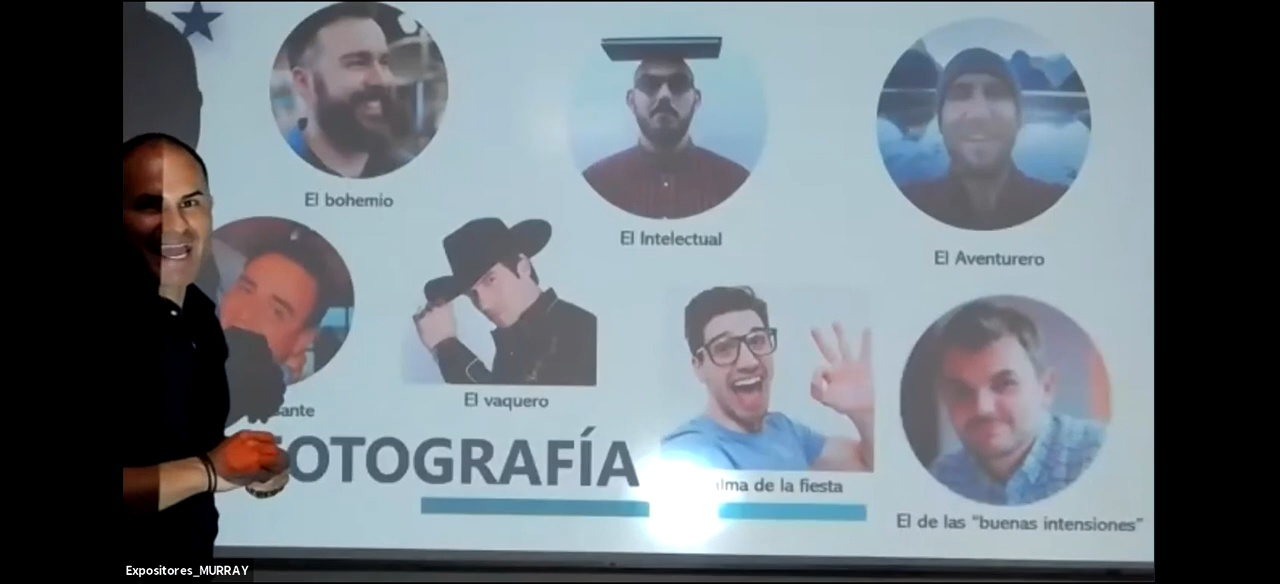 El bohemio
El Intelectual
El Aventurero
ante
El vaquero
OTOGRAFÍA
lma de la fiesta
El de las "buenas intensiones"
Expositores_MURRAY